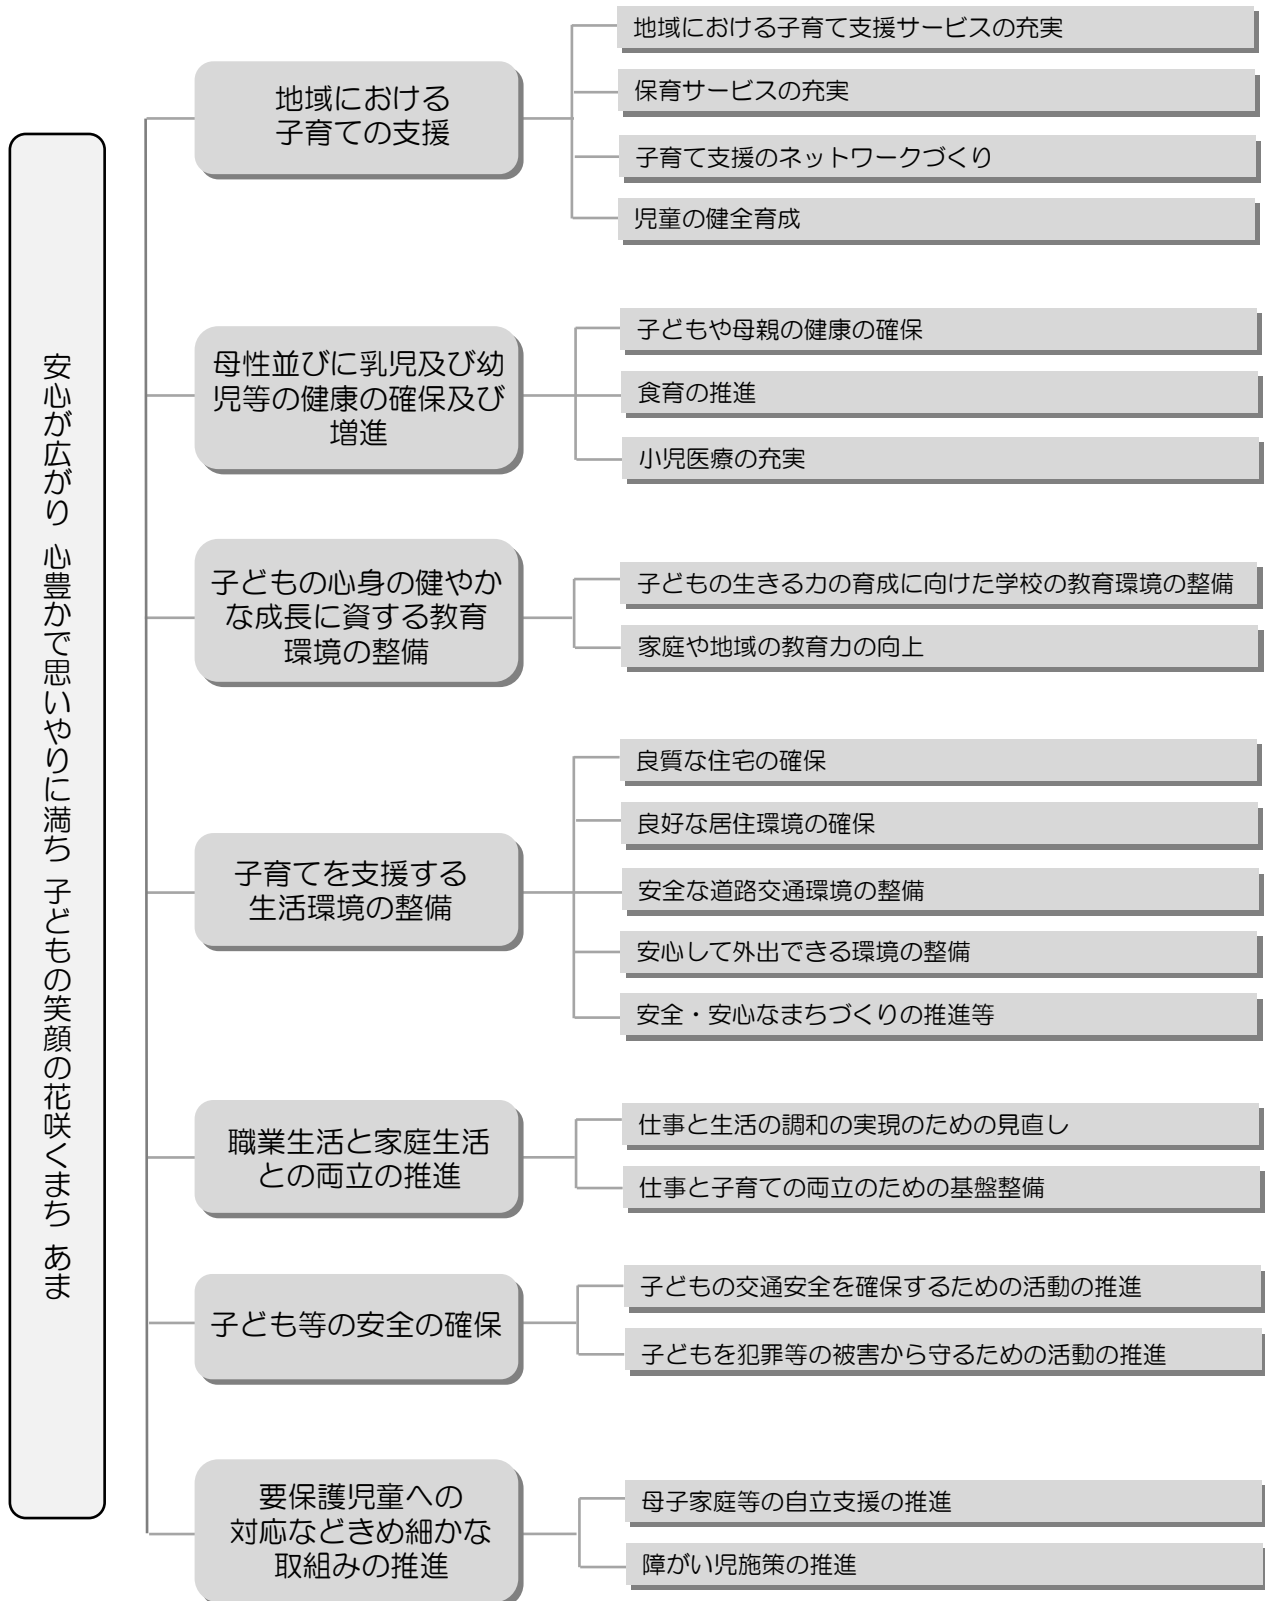 安心が広がり 心豊かで思いやりに満ち 子どもの笑顔の花咲くまち あま
地域における
子育ての支援
地域における子育て支援サービスの充実
保育サービスの充実
子育て支援のネットワークづくり
児童の健全育成
母性並びに乳児及び幼
児等の健康の確保及び
増進
子どもや母親の健康の確保
食育の推進
小児医療の充実
子どもの心身の健やか
な成長に資する教育
環境の整備
子どもの生きる力の育成に向けた学校の教育環境の整備
家庭や地域の教育力の向上
子育てを支援する
生活環境の整備
良質な住宅の確保
良好な居住環境の確保
安全な道路交通環境の整備
安心して外出できる環境の整備
安全・安心なまちづくりの推進等
職業生活と家庭生活
との両立の推進
仕事と生活の調和の実現のための見直し
仕事と子育ての両立のための基盤整備
子ども等の安全の確保
子どもの交通安全を確保するための活動の推進
子どもを犯罪等の被害から守るための活動の推進
要保護児童への
対応などきめ細かな
取組みの推進
母子家庭等の自立支援の推進
障がい児施策の推進